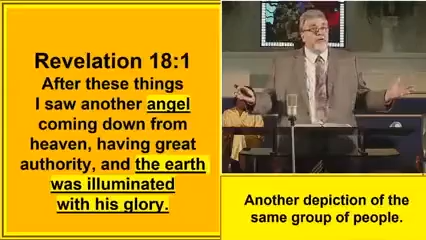 Revelation 18:1
After these things
I saw another angel
coming down from
heaven, having great
authority, and the earth
was illuminated
with his glory.
Another depiction of the
same group of people.